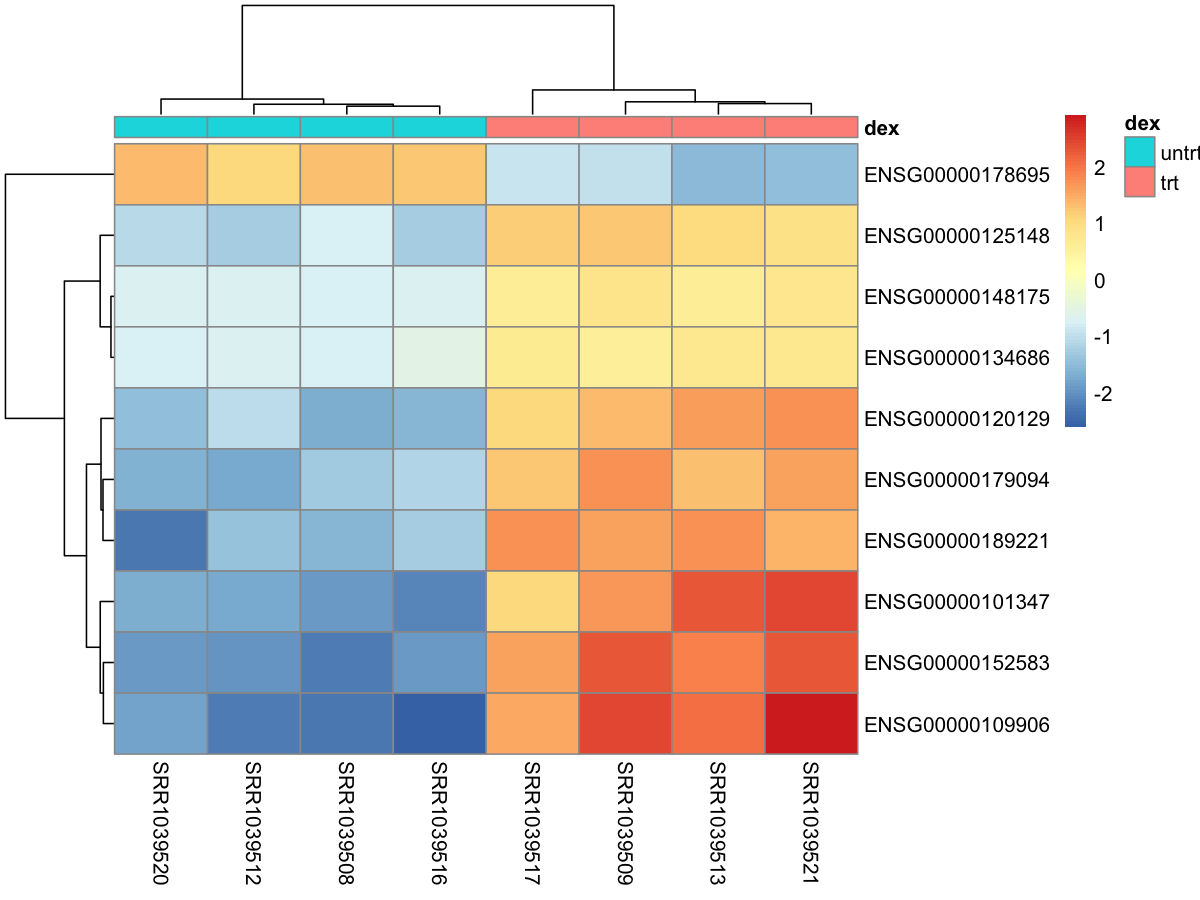 dex
ENSG00000178695
ENSG00000125148
ENSG00000148175
ENSG00000134686
ENSG00000120129
ENSG00000179094
ENSG00000189221
ENSG00000101347
ENSG00000152583
ENSG00000109906
SRR1039520
SRR1039512
SRR1039508
SRR1039516
SRR1039517
SRR1039509
SRR1039513
SRR1039521
2
1
0
-1
-2
dex
untrt
trt